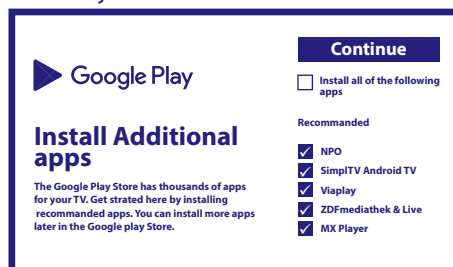 Google Play
Install Additional
apps
The Google Play Store has thousands of apps
for your TV. Get strated here by installing
recommanded apps. You can install more apps
later in the Google play Store.
Continue
Install all of the following
apps
Recommanded
NPO
SimplTV Android TV
Viaplay
ZDFmediathek & Live
MX Player